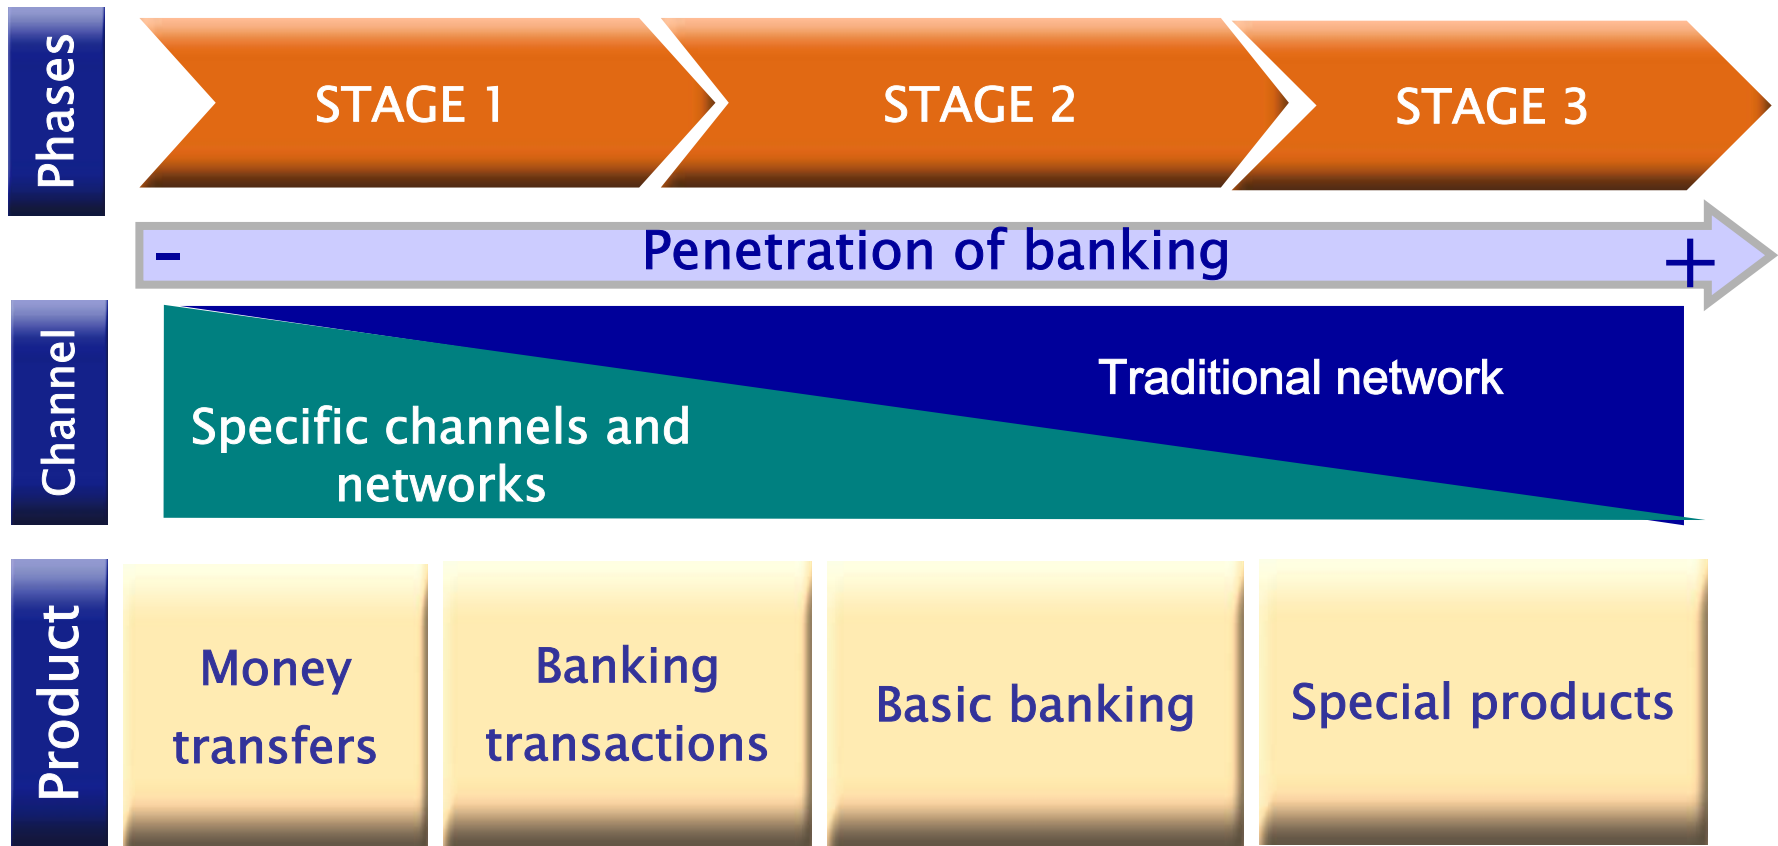 Phases
STAGE 1
STAGE 2
STAGE 3
-
Penetration of banking
+
Channel
Specific channels and
networks
Traditional network
Product
Money
transfers
Banking
transactions
Basic banking
Special products